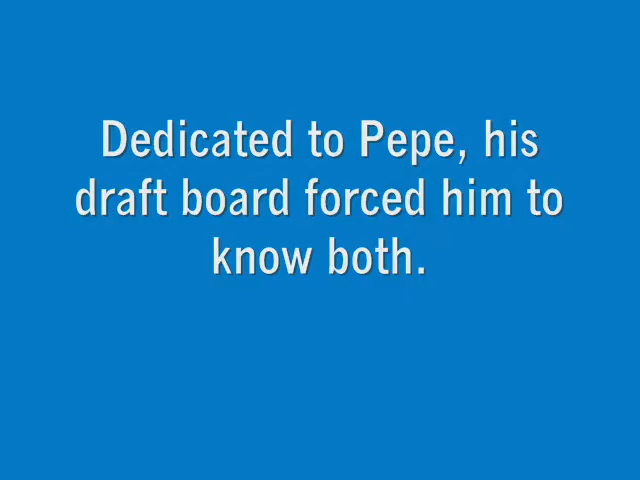 Dedicated to Pepe, his
draft board forced him to
know both.